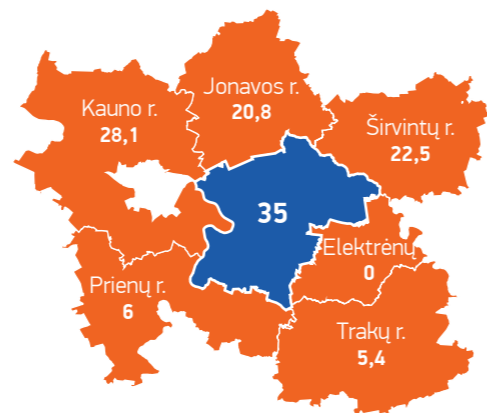 Jonavos r.
20,8
Kauno r.
28,1
Širvintų r.
22,5
35
Elektrėnų
0
Prienų r.
6
Trakų r.
5,4